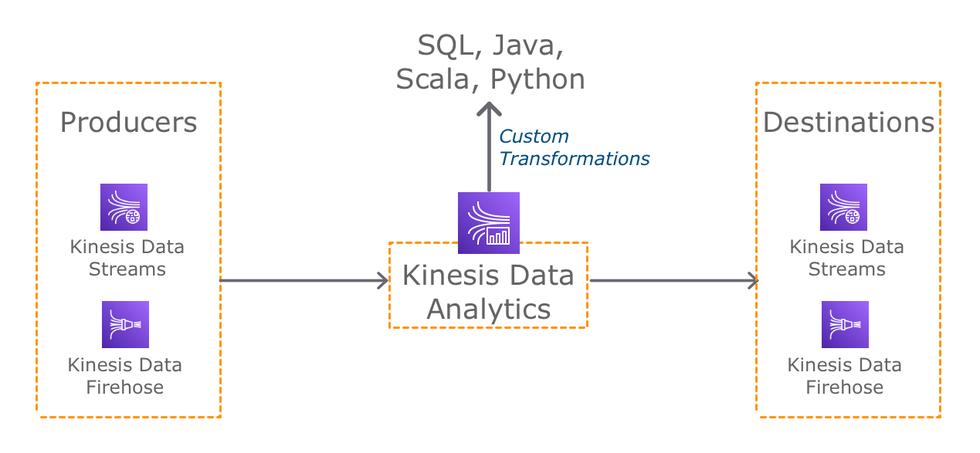 SQL, Java,
Scala, Python
Custom
Transformations
Producers
Kinesis Data
Streams
Kinesis Data
Firehose
Kinesis Data
Analytics
Destinations
Kinesis Data
Streams
Kinesis Data
Firehose